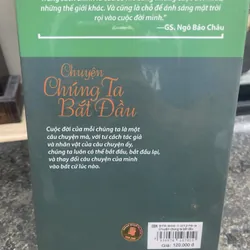 những thế giới khác. Và cũng là chỗ để ánh sáng mặt trời
rọi vào cuộc đời mình."
—GS. Ngô Bảo Châu
Chuyện
Chúng Ta
Bắt Đầu
Cuộc đời của mỗi chúng ta là một
câu chuyện mà, với tư cách tác giả
và nhân vật của câu chuyện ấy,
chúng ta luôn có thể bắt đầu, bắt đầu lại,
và thay đổi câu chuyện của mình
vào bất cứ lúc nào.